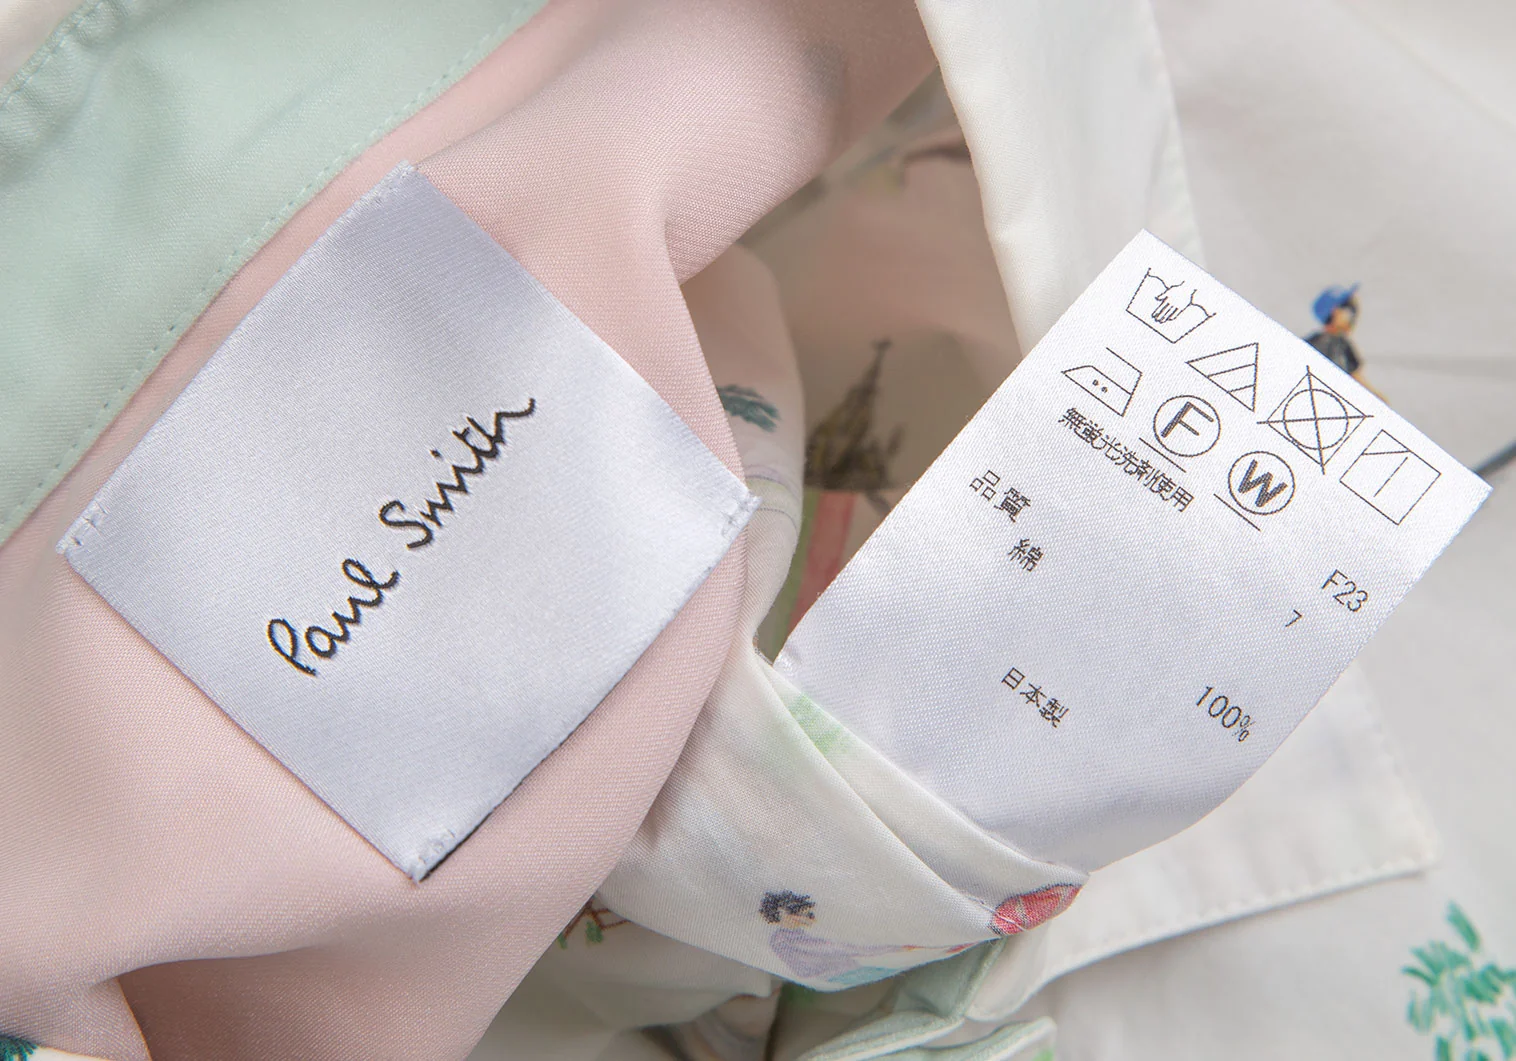 Paul Smith
F
W
無蛍光洗剤使用
品質
F23
綿
7
100%
日本製